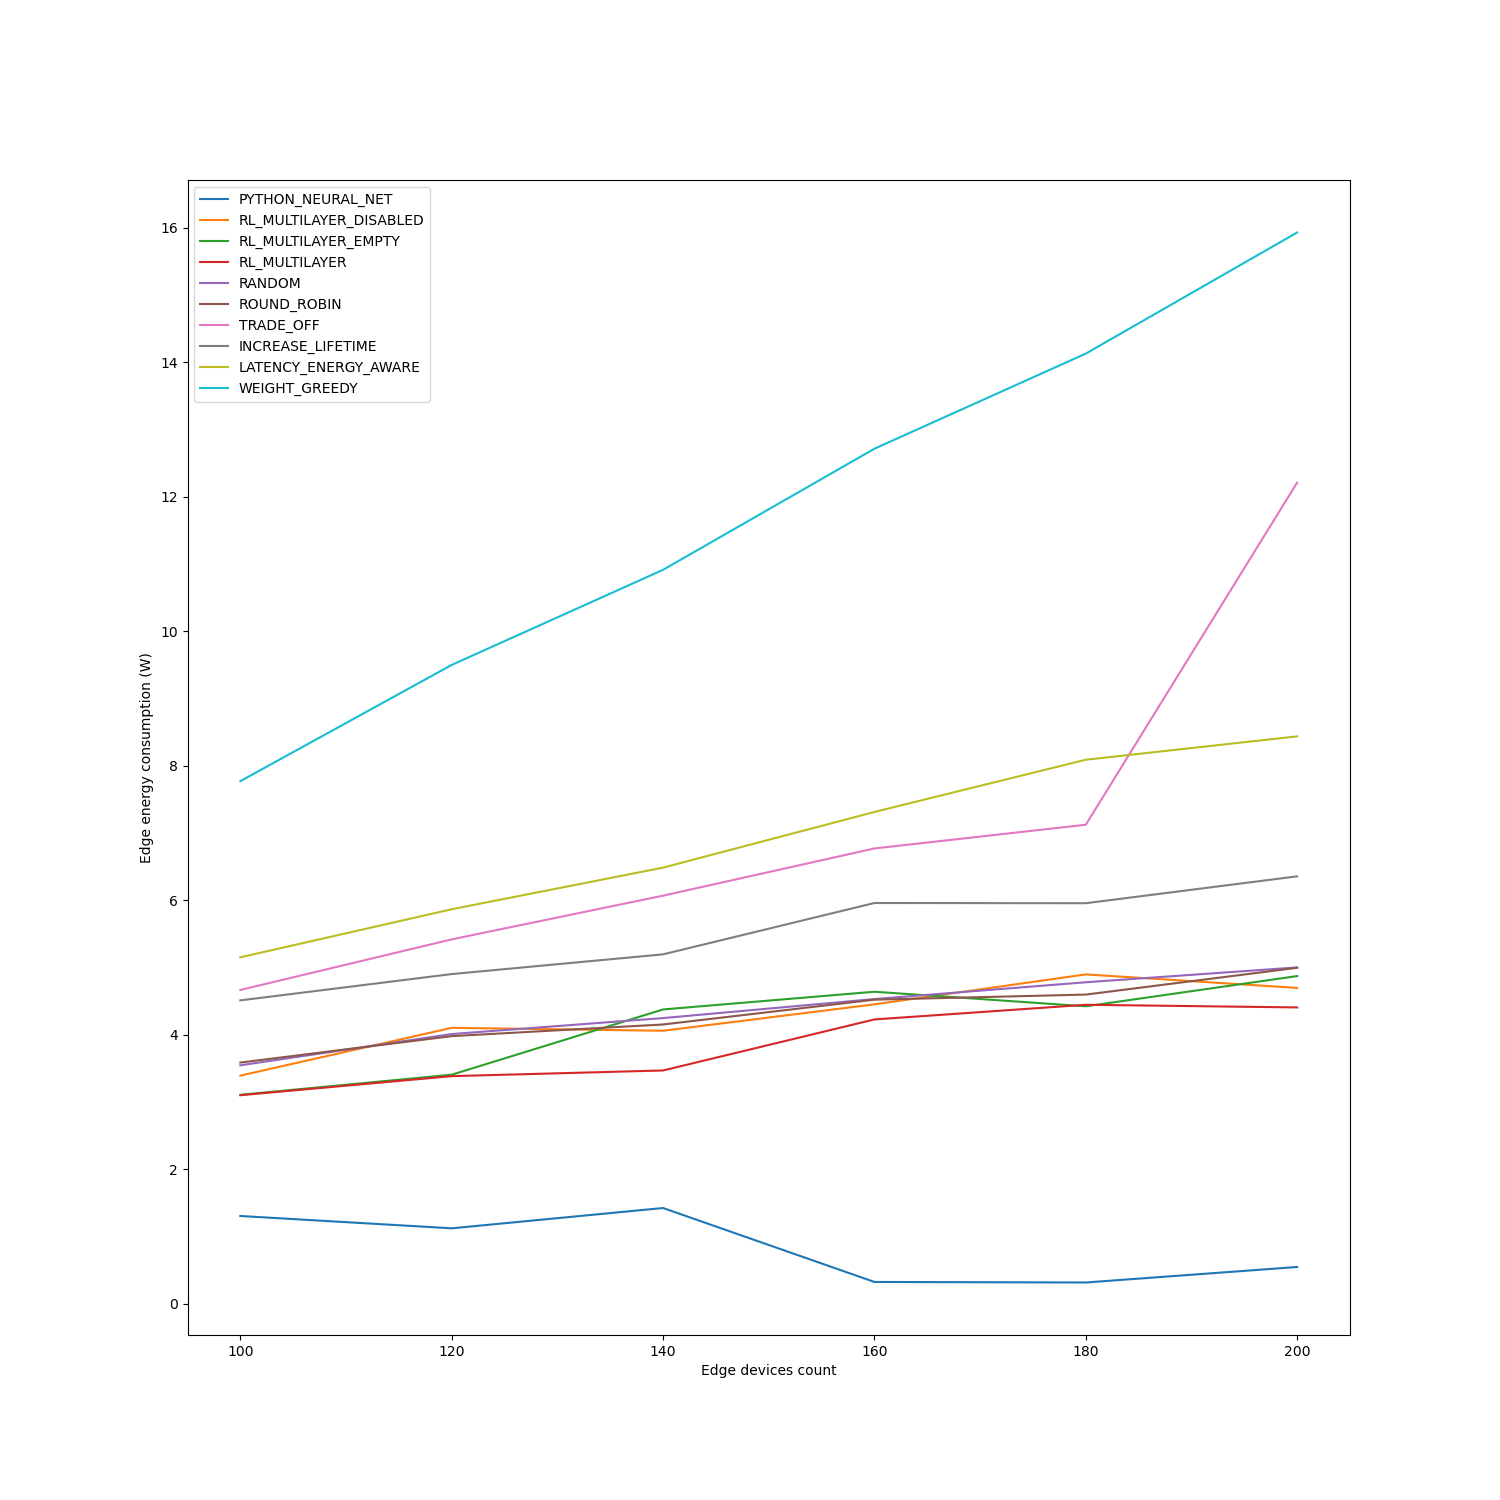 PYTHON_NEURAL_NET
RL_MULTILAYER_DISABLED
RL_MULTILAYER_EMPTY
RL_MULTILAYER
RANDOM
ROUND_ROBIN
TRADE_OFF
INCREASE_LIFETIME
LATENCY_ENERGY_AWARE
WEIGHT_GREEDY
16
14
12
10
8
6
4
2
0
Edge energy consumption (W)
100 120 140 160 180 200
Edge devices count